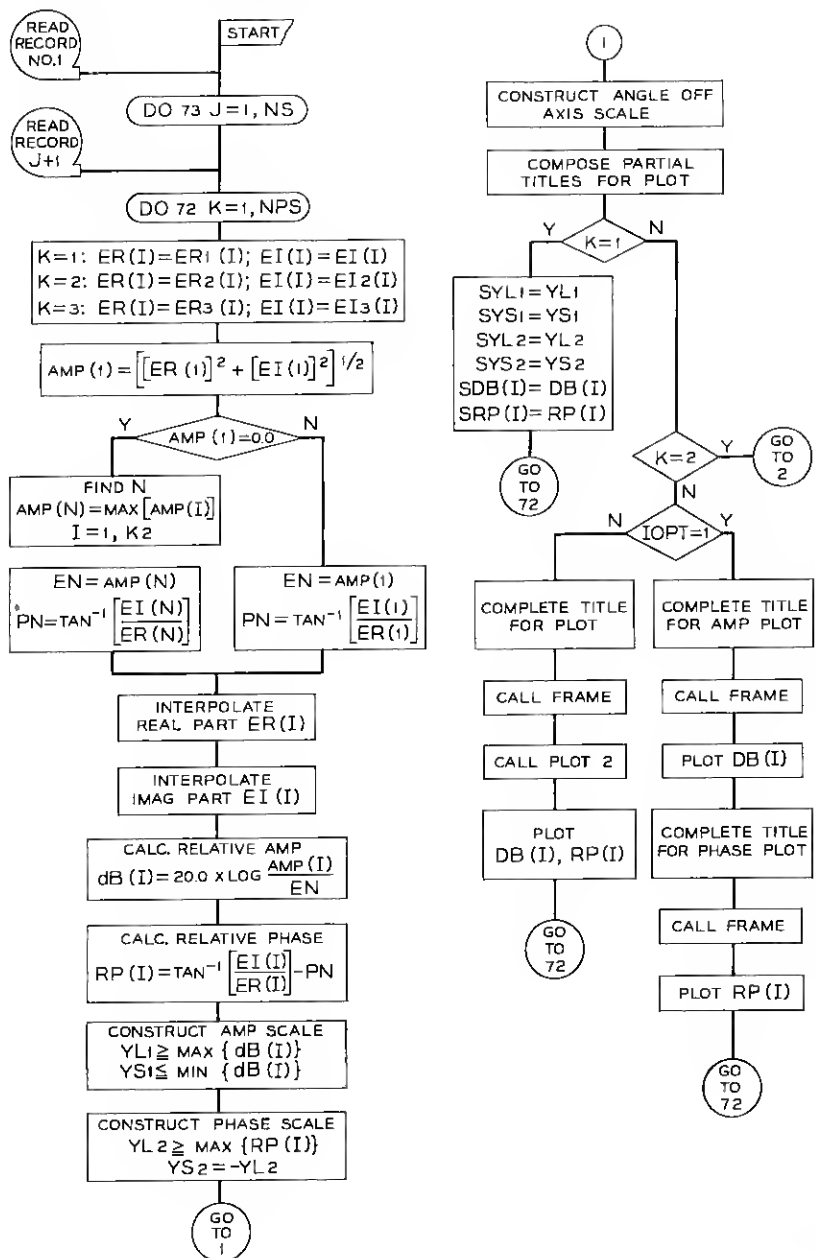 READ
RECORD
NO.1
START
DO 73 J=1, NS
READ
RECORD
J+1
DO 72 K=1, NPS
K=1: ER(I)=ER1(I); EI(I)=EI(I)
K=2: ER(I)=ER2(I); EI(I)=EI2(I)
K=3: ER(I)=ER3(I); EI(I)=EI3(I)
AMP(1)=[[ER(1)]²+[EI(1)]²]^1/2
Y
AMP(1)=0.0
N
FIND N
AMP(N)=MAX[AMP(I)]
I=1, K2
EN=AMP(N)
PN=TAN⁻¹[EI(N)/ER(N)]
EN=AMP(1)
PN=TAN⁻¹[EI(1)/ER(1)]
INTERPOLATE
REAL PART ER(I)
INTERPOLATE
IMAG PART EI(I)
CALC. RELATIVE AMP
dB(I)=20.0 x LOG AMP(I)/EN
CALC. RELATIVE PHASE
RP(I)=TAN⁻¹[EI(I)/ER(I)]-PN
CONSTRUCT AMP SCALE
YL1≧ MAX {dB(I)}
YS1≦ MIN {dB(I)}
CONSTRUCT PHASE SCALE
YL2≧ MAX {RP(I)}
YS2=-YL2
GO
TO
1
1
CONSTRUCT ANGLE OFF
AXIS SCALE
COMPOSE PARTIAL
TITLES FOR PLOT
Y
K=1
N
SYL1=YL1
SYS1=YS1
SYL2=YL2
SYS2=YS2
SDB(I)=DB(I)
SRP(I)=RP(I)
GO
TO
72
K=2
Y
GO
TO
2
N
N
IOPT=1
Y
COMPLETE TITLE
FOR PLOT
CALL FRAME
CALL PLOT 2
PLOT
DB(I), RP(I)
GO
TO
72
COMPLETE TITLE
FOR AMP PLOT
CALL FRAME
PLOT DB(I)
COMPLETE TITLE
FOR PHASE PLOT
CALL FRAME
PLOT RP(I)
GO
TO
72